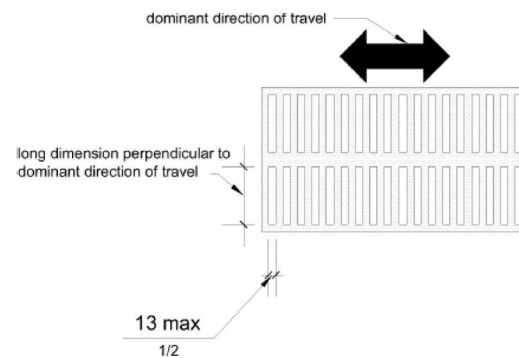 dominant direction of travel
long dimension perpendicular to
dominant direction of travel
13 max
1/2